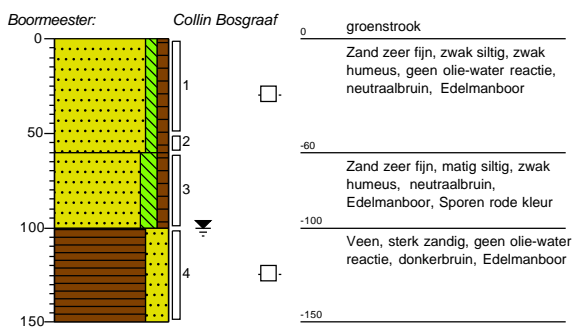 Boormeester: Collin Bosgraaf
0
50
100
150
1
2
3
4
0 groenstrook
Zand zeer fijn, zwak siltig, zwak
humeus, geen olie-water reactie,
neutraalbruin, Edelmanboor
-60
Zand zeer fijn, matig siltig, zwak
humeus, neutraalbruin,
Edelmanboor, Sporen rode kleur
-100
Veen, sterk zandig, geen olie-water
reactie, donkerbruin, Edelmanboor
-150